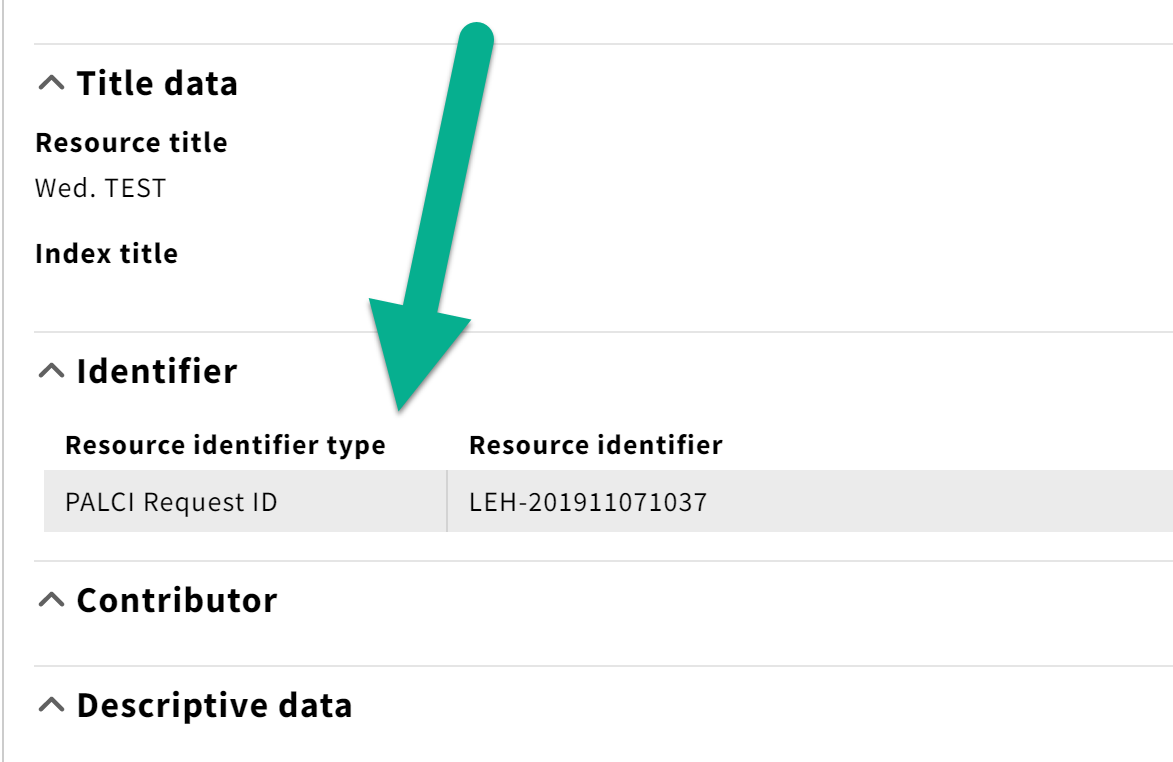 Title data
Resource title
Wed. TEST
Index title
Identifier
Resource identifier type Resource identifier
PALCI Request ID LEH-201911071037
Contributor
Descriptive data